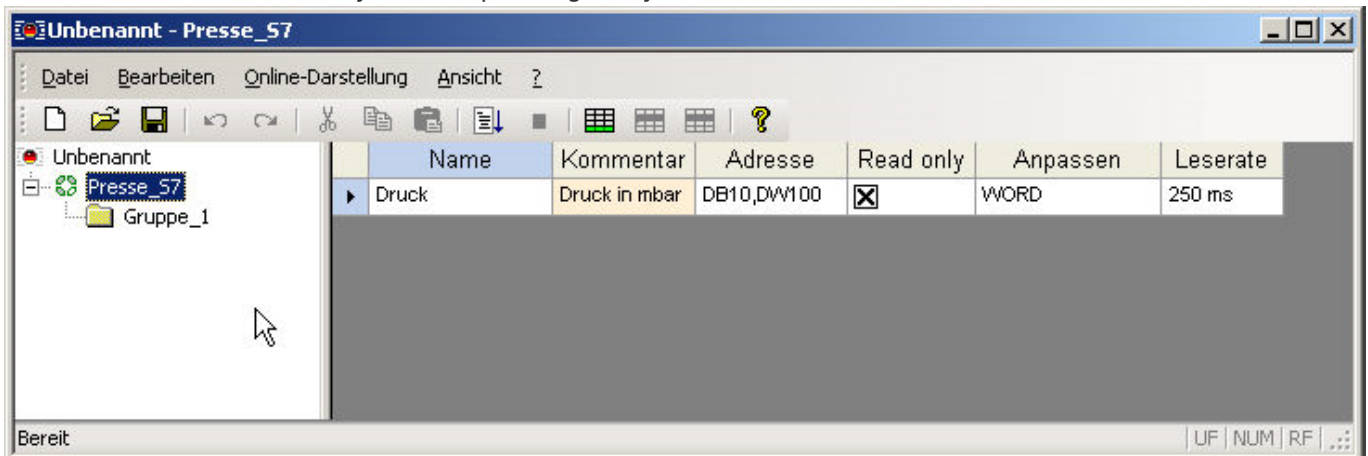 Unbenannt - Presse_S7
Datei Bearbeiten Online-Darstellung Ansicht ?
Unbenannt
Presse_S7
Gruppe_1
Name Kommentar Adresse Read only Anpassen Leserate
Druck Druck in mbar DB10,DW100 WORD 250 ms
Bereit UF NUM RF